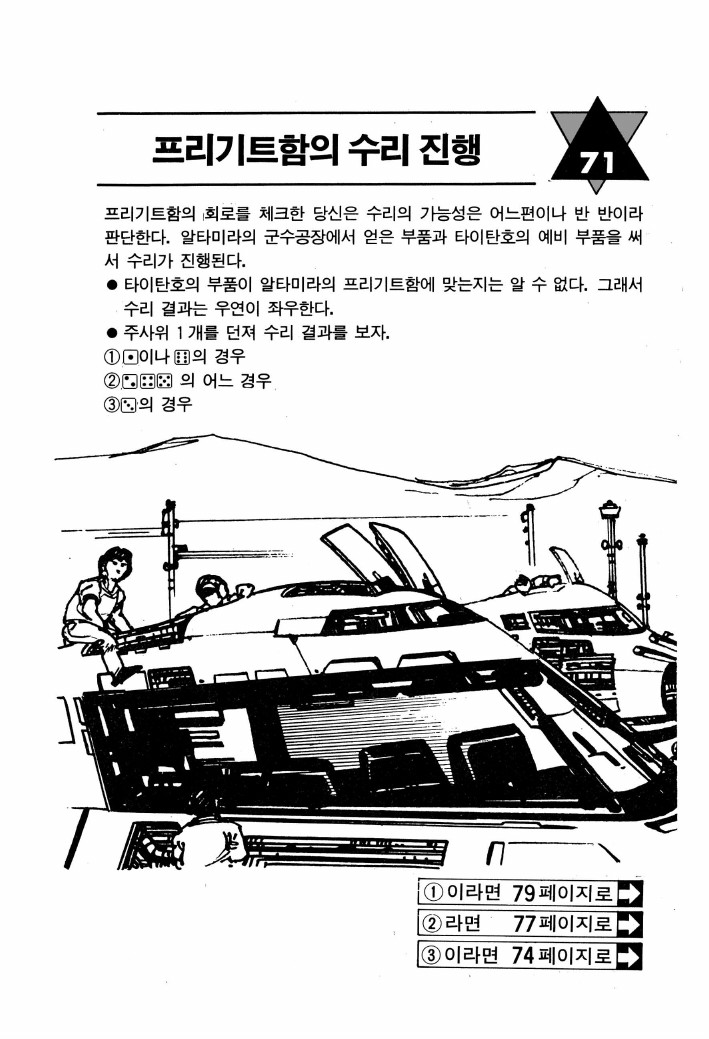 프리기트함의 수리 진행
71
프리기트함의 회로를 체크한 당신은 수리의 가능성은 어느편이나 반 반이라
판단한다. 알타미라의 군수공장에서 얻은 부품과 타이탄호의 예비 부품을 써
서 수리가 진행된다.
● 타이탄호의 부품이 알타미라의 프리기트함에 맞는지는 알 수 없다. 그래서
수리 결과는 우연이 좌우한다.
● 주사위 1개를 던져 수리 결과를 보자.
①⚀이나 ⚅의 경우
②⚁⚃⚄ 의 어느 경우
③⚂의 경우
①이라면 79페이지로
②라면 77페이지로
③이라면 74페이지로